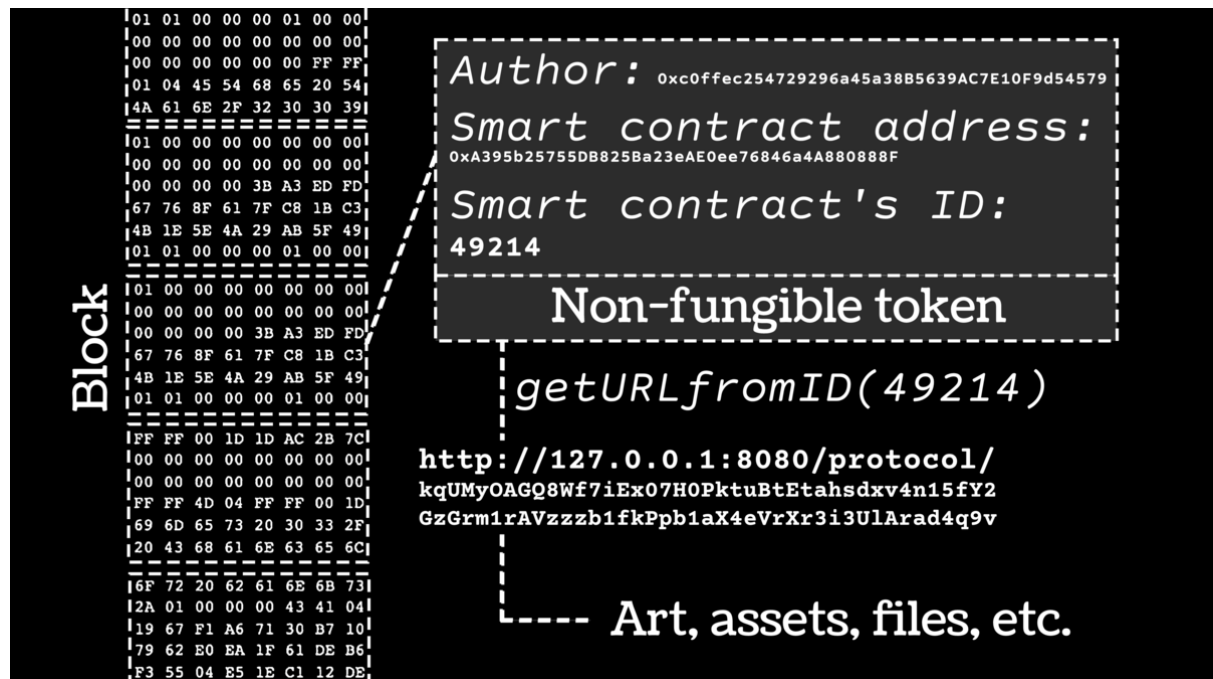 Block
01 01 00 00 00 01 00 00
00 00 00 00 00 00 00 00
00 00 00 00 00 00 FF FF
01 04 45 54 68 65 20 54
4A 61 6E 2F 32 30 30 39
01 00 00 00 00 00 00 00
00 00 00 00 00 00 00 00
00 00 00 00 3B A3 ED FD
67 76 8F 61 7F C8 1B C3
4B 1E 5E 4A 29 AB 5F 49
01 01 00 00 00 01 00 00
01 00 00 00 00 00 00 00
00 00 00 00 00 00 00 00
00 00 00 00 3B A3 ED FD
67 76 8F 61 7F C8 1B C3
4B 1E 5E 4A 29 AB 5F 49
01 01 00 00 00 01 00 00
FF FF 00 1D 1D AC 2B 7C
00 00 00 00 00 00 00 00
00 00 00 00 00 00 00 00
FF FF 4D 04 FF FF 00 1D
69 6D 65 73 20 30 33 2F
20 43 68 61 6E 63 65 6C
6F 72 20 62 61 6E 6B 73
2A 01 00 00 00 43 41 04
19 67 F1 A6 71 30 B7 10
79 62 E0 EA 1F 61 DE B6
F3 55 04 E5 1E C1 12 DE
Author: 0xc0ffec254729296a45a38B5639AC7E10F9d54579
Smart contract address:
0xA395b25755DB825Ba23eAE0ee76846a4A880888F
Smart contract's ID:
49214
Non-fungible token
getURLfromID(49214)
http://127.0.0.1:8080/protocol/
kqUMyOAGQ8Wf7iEx07H0PktuBtEtahsdxv4n15fY2
GzGrm1rAVzzzb1fkPpb1aX4eVrXr3i3UlArad4q9v
Art, assets, files, etc.